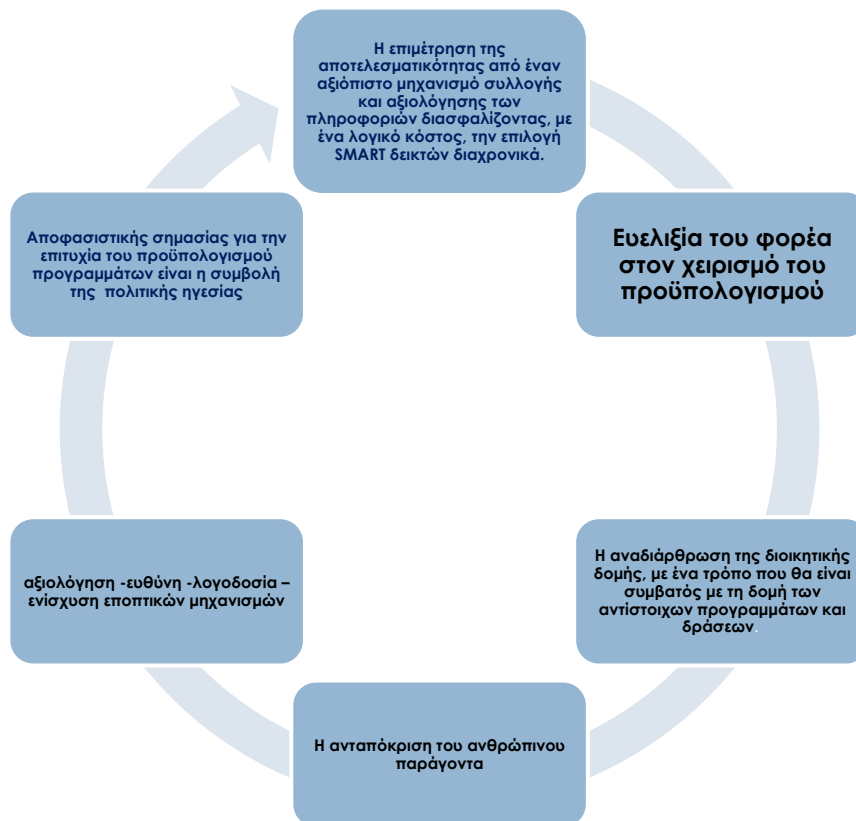 Η επιμέτρηση της
αποτελεσματικότητας από έναν
αξιόπιστο μηχανισμό συλλογής
και αξιολόγησης των
πληροφοριών διασφαλίζοντας, με
ένα λογικό κόστος, την επιλογή
SMART δεικτών διαχρονικά.
Ευελιξία του φορέα
στον χειρισμό του
προϋπολογισμού
Η αναδιάρθρωση της διοικητικής
δομής, με ένα τρόπο που θα είναι
συμβατός με τη δομή των
αντίστοιχων προγραμμάτων και
δράσεων.
Η ανταπόκριση του ανθρώπινου
παράγοντα
αξιολόγηση -ευθύνη -λογοδοσία –
ενίσχυση εποπτικών μηχανισμών
Αποφασιστικής σημασίας για την
επιτυχία του προϋπολογισμού
προγραμμάτων είναι η συμβολή
της  πολιτικής ηγεσίας